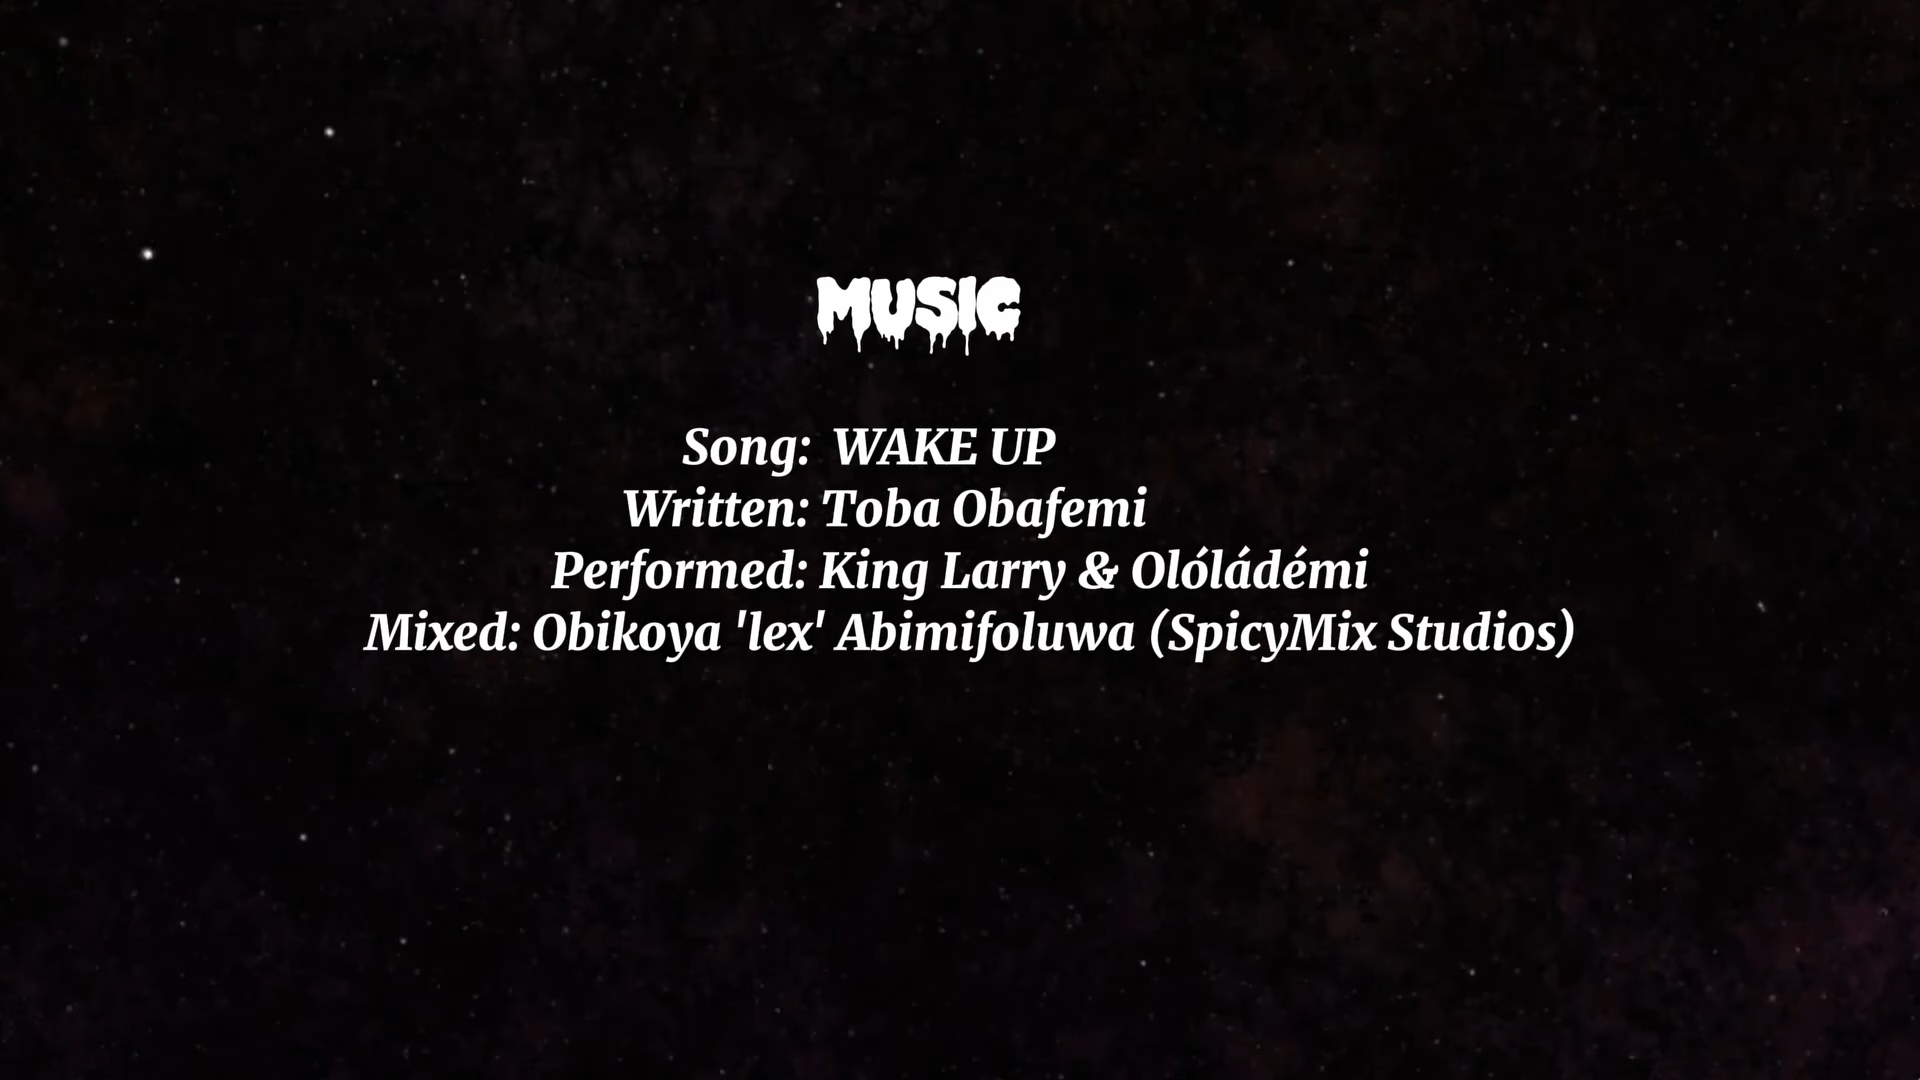 MUSIC
Song: WAKE UP
Written: Toba Obafemi
Performed: King Larry & Olóládémi
Mixed: Obikoya 'lex' Abimifoluwa (SpicyMix Studios)